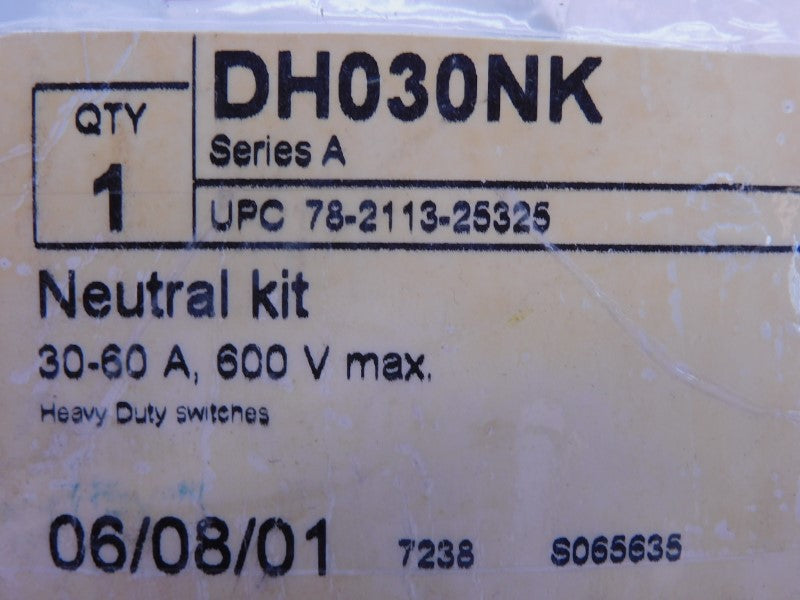 DH030NK
QTY
1
Series A
UPC 78-2113-25325
Neutral kit
30-60 A, 600 V max.
Heavy Duty switches
06/08/01 7238 S065635